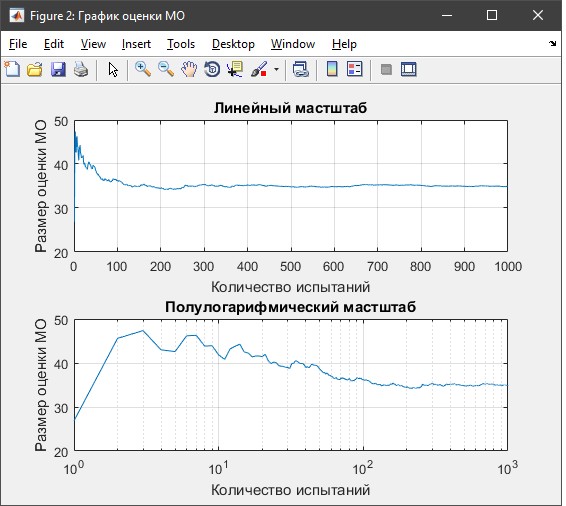 Figure 2: График оценки МО
File Edit View Insert Tools Desktop Window Help
Линейный мастштаб
Размер оценки МО
50
40
30
20
0 100 200 300 400 500 600 700 800 900 1000
Количество испытаний
Полулогарифмический мастштаб
Размер оценки МО
50
40
30
20
10^0 10^1 10^2 10^3
Количество испытаний